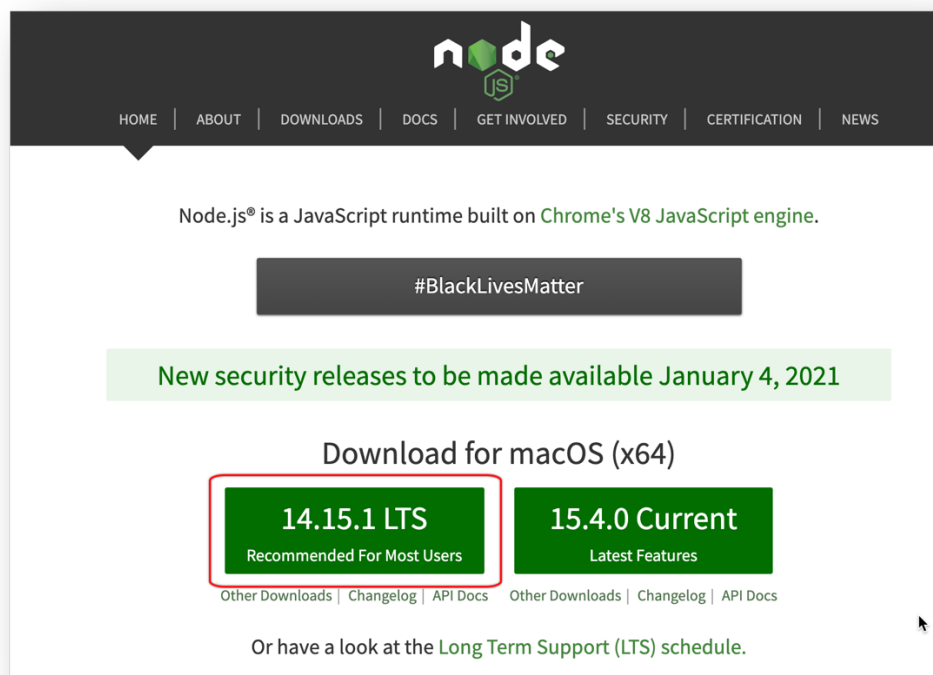 node
JS
HOME | ABOUT | DOWNLOADS | DOCS | GET INVOLVED | SECURITY | CERTIFICATION | NEWS
Node.js® is a JavaScript runtime built on Chrome's V8 JavaScript engine.
#BlackLivesMatter
New security releases to be made available January 4, 2021
Download for macOS (x64)
14.15.1 LTS
Recommended For Most Users
15.4.0 Current
Latest Features
Other Downloads | Changelog | API Docs
Other Downloads | Changelog | API Docs
Or have a look at the Long Term Support (LTS) schedule.